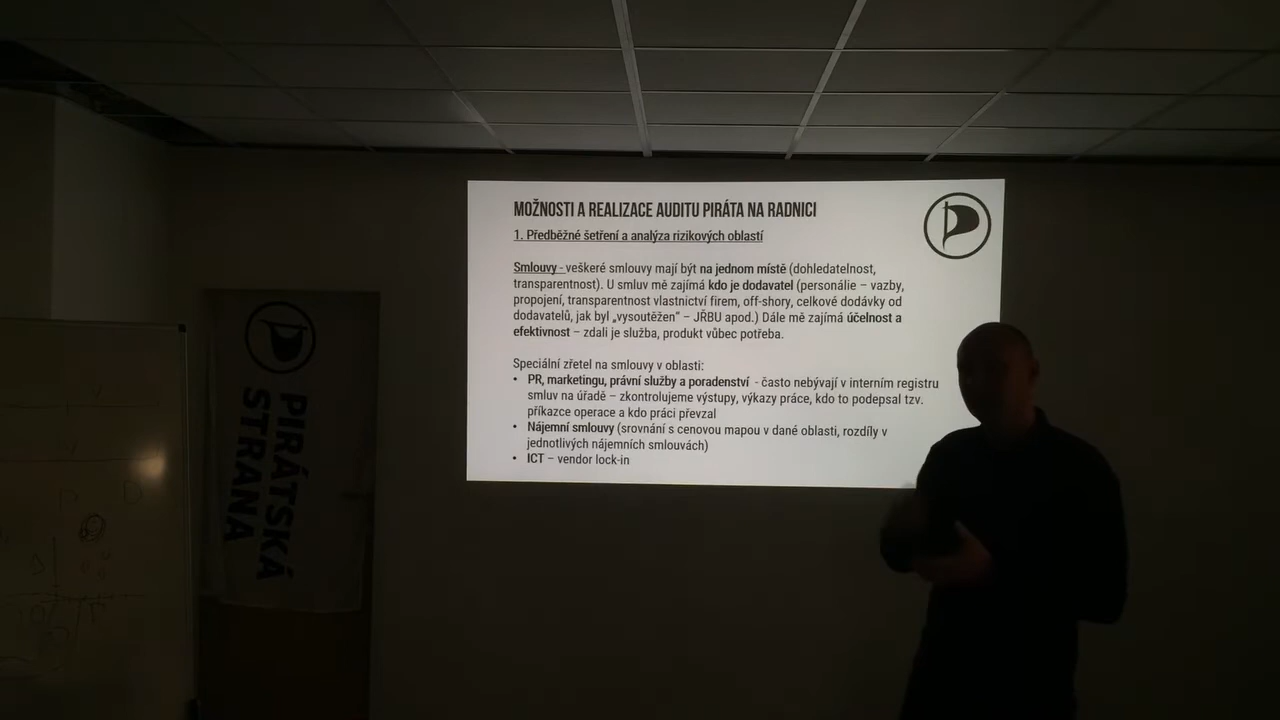 MOŽNOSTI A REALIZACE AUDITU PIRÁTA NA RADNICI
1. Předběžné šetření a analýza rizikových oblastí
Smlouvy - veškeré smlouvy mají být na jednom místě (dohledatelnost,
transparentnost). U smluv mě zajímá kdo je dodavatel (personálie – vazby,
propojení, transparentnost vlastnictví firem, off-shory, celkové dodávky od
dodavatelů, jak byl „vysoutěžen“ – JŘBU apod.) Dále mě zajímá účelnost a
efektivnost – zdali je služba, produkt vůbec potřeba.
Speciální zřetel na smlouvy v oblasti:
• PR, marketingu, právní služby a poradenství - často nebývají v interním registru
smluv na úřadě – zkontrolujeme výstupy, výkazy práce, kdo to podepsal tzv.
příkazce operace a kdo práci převzal
• Nájemní smlouvy (srovnání s cenovou mapou v dané oblasti, rozdíly v
jednotlivých nájemních smlouvách)
• ICT – vendor lock-in
PIRÁTSKÁ
STRANA